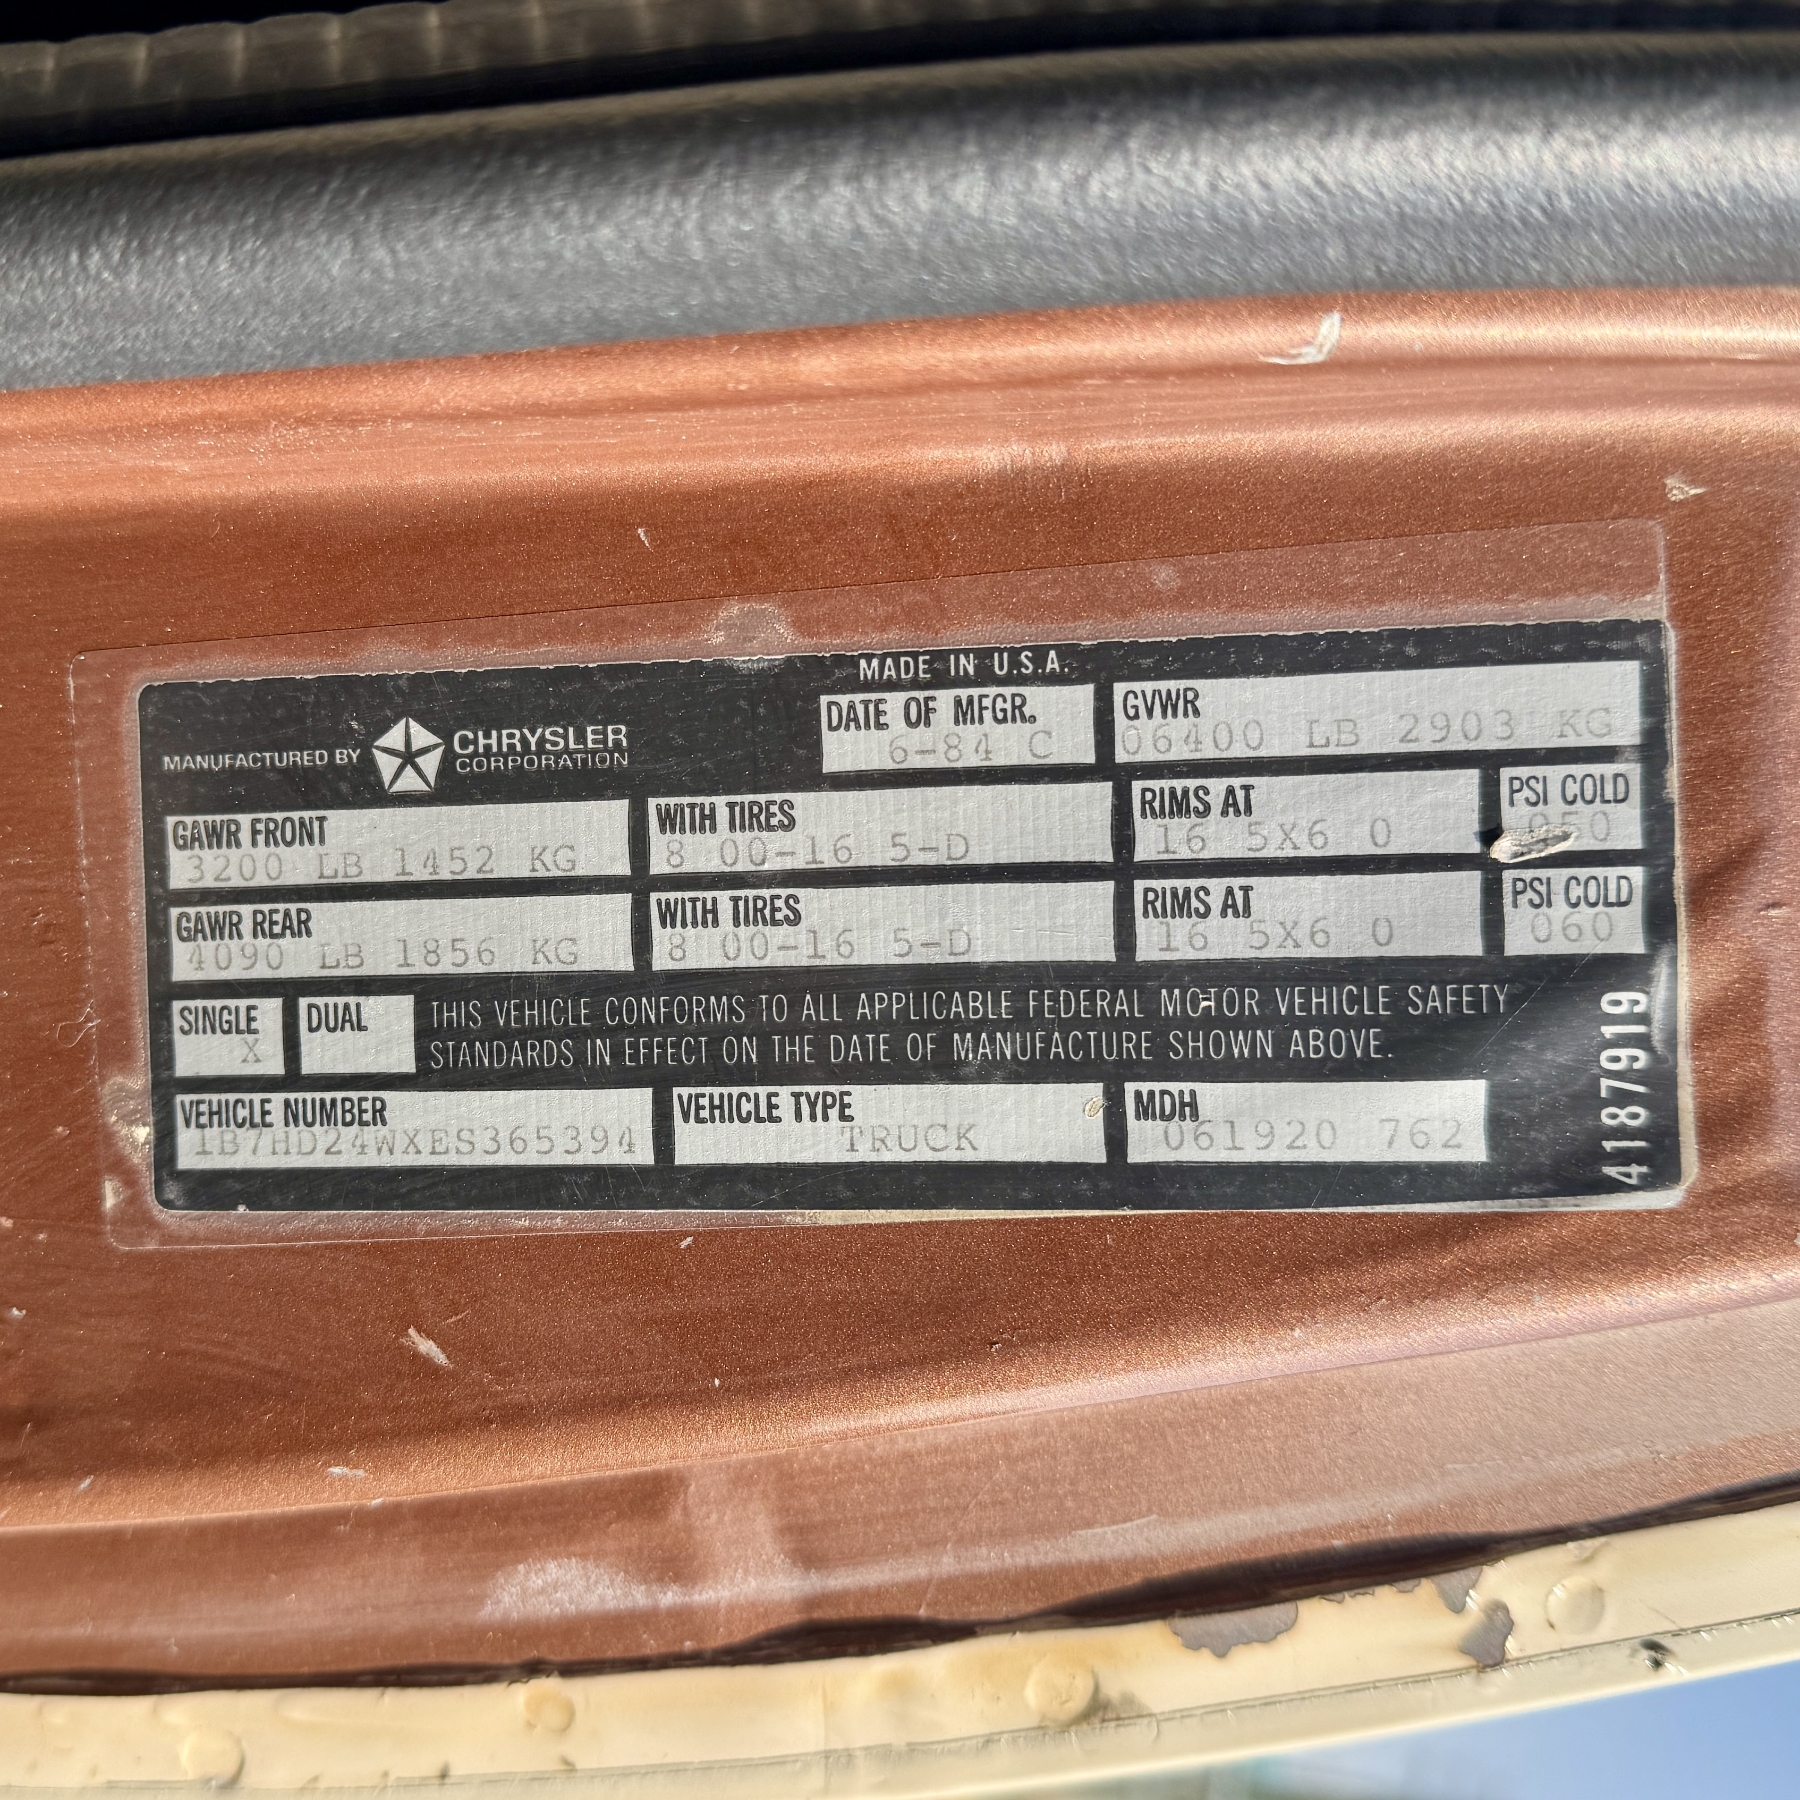 MADE IN U.S.A.
MANUFACTURED BY CHRYSLER CORPORATION
DATE OF MFGR.
6-84 C
GVWR
06400 LB 2903 KG
GAWR FRONT
3200 LB 1452 KG
WITH TIRES
8 00-16 5-D
RIMS AT
16 5X6 0
PSI COLD
050
GAWR REAR
4090 LB 1856 KG
WITH TIRES
8 00-16 5-D
RIMS AT
16 5X6 0
PSI COLD
060
SINGLE
X
DUAL
THIS VEHICLE CONFORMS TO ALL APPLICABLE FEDERAL MOTOR VEHICLE SAFETY
STANDARDS IN EFFECT ON THE DATE OF MANUFACTURE SHOWN ABOVE.
VEHICLE NUMBER
1B7HD24WXES365394
VEHICLE TYPE
TRUCK
MDH
061920 762
4187919